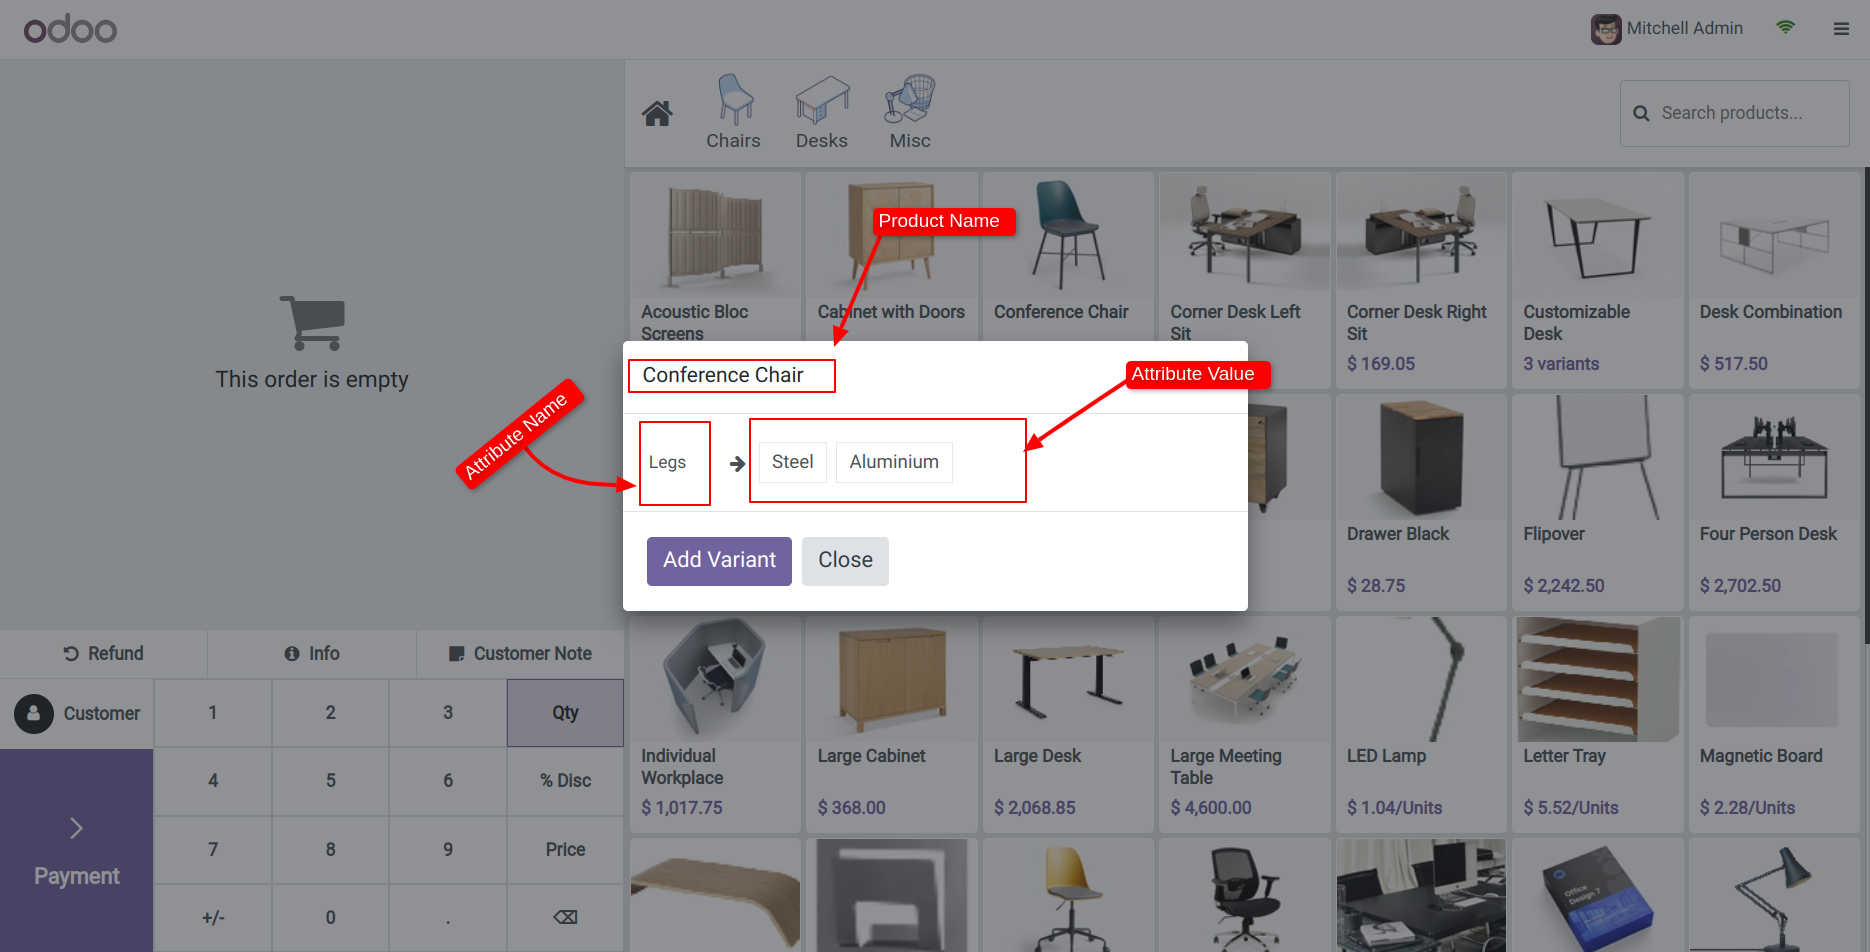 odoo
Mitchell Admin
Chairs
Desks
Misc
Search products...
Product Name
Acoustic Bloc
Screens
Cabinet with Doors
Conference Chair
Corner Desk Left
Sit
Corner Desk Right
Sit
$ 169.05
Customizable
Desk
3 variants
Desk Combination
$ 517.50
This order is empty
Attribute Name
Conference Chair
Attribute Value
Legs
Steel
Aluminium
Add Variant
Close
Drawer Black
$ 28.75
Flipover
$ 2,242.50
Four Person Desk
$ 2,702.50
Refund
Info
Customer Note
Customer
1
2
3
Qty
4
5
6
% Disc
7
8
9
Price
+/-
0
.
Payment
Individual
Workplace
$ 1,017.75
Large Cabinet
$ 368.00
Large Desk
$ 2,068.85
Large Meeting
Table
$ 4,600.00
LED Lamp
$ 1.04/Units
Letter Tray
$ 5.52/Units
Magnetic Board
$ 2.28/Units
Office
Design 7